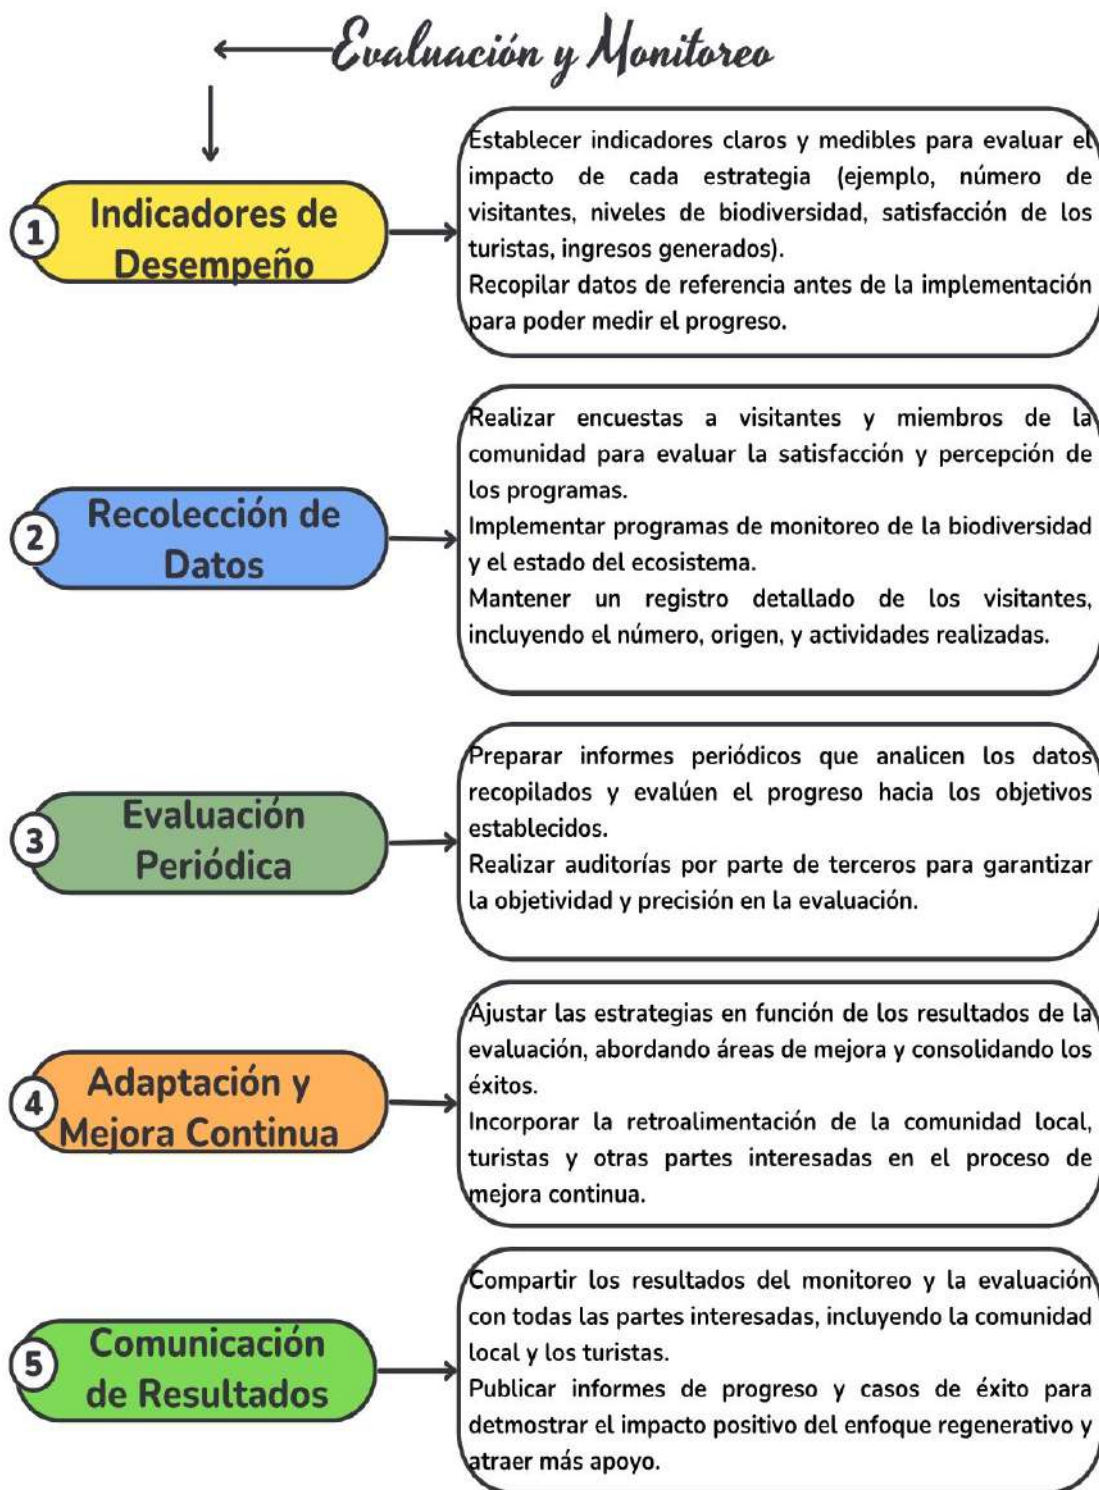 Evaluación y Monitoreo
1
Indicadores de
Desempeño
Establecer indicadores claros y medibles para evaluar el
impacto de cada estrategia (ejemplo, número de
visitantes, niveles de biodiversidad, satisfacción de los
turistas, ingresos generados).
Recopilar datos de referencia antes de la implementación
para poder medir el progreso.
2
Recolección de
Datos
Realizar encuestas a visitantes y miembros de la
comunidad para evaluar la satisfacción y percepción de
los programas.
Implementar programas de monitoreo de la biodiversidad
y el estado del ecosistema.
Mantener un registro detallado de los visitantes,
incluyendo el número, origen, y actividades realizadas.
3
Evaluación
Periódica
Preparar informes periódicos que analicen los datos
recopilados y evalúen el progreso hacia los objetivos
establecidos.
Realizar auditorías por parte de terceros para garantizar
la objetividad y precisión en la evaluación.
4
Adaptación y
Mejora Continua
Ajustar las estrategias en función de los resultados de la
evaluación, abordando áreas de mejora y consolidando los
éxitos.
Incorporar la retroalimentación de la comunidad local,
turistas y otras partes interesadas en el proceso de
mejora continua.
5
Comunicación
de Resultados
Compartir los resultados del monitoreo y la evaluación
con todas las partes interesadas, incluyendo la comunidad
local y los turistas.
Publicar informes de progreso y casos de éxito para
detmostrar el impacto positivo del enfoque regenerativo y
atraer más apoyo.